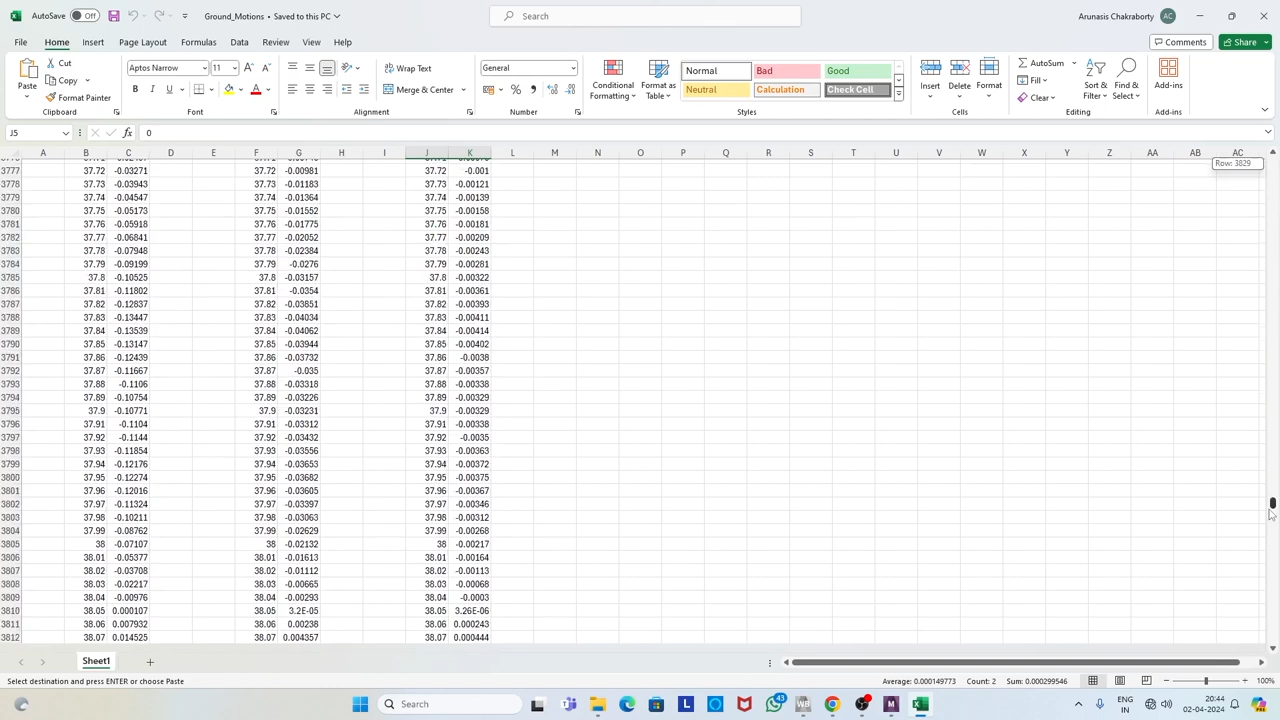 AutoSave Off Ground_Motions • Saved to this PC Search Arunasis Chakraborty AC
File Home Insert Page Layout Formulas Data Review View Help Comments Share
Paste Cut Copy Format Painter Clipboard
Aptos Narrow 11 B I U A Font
Wrap Text Merge & Center Alignment
General % Number
Conditional Formatting Format as Table Normal Bad Good Neutral Calculation Check Cell Styles
Insert Delete Format Cells
AutoSum Fill Clear Sort & Filter Find & Select Editing
Add-ins Add-ins
J5 fx 0
A B C D E F G H I J K L M N O P Q R S T U V W X Y Z AA AB AC
Row: 3829
3777 37.72 -0.03271 37.72 -0.00981 37.72 -0.001
3778 37.73 -0.03943 37.73 -0.01183 37.73 -0.00121
3779 37.74 -0.04547 37.74 -0.01364 37.74 -0.00139
3780 37.75 -0.05173 37.75 -0.01552 37.75 -0.00158
3781 37.76 -0.05918 37.76 -0.01775 37.76 -0.00181
3782 37.77 -0.06841 37.77 -0.02052 37.77 -0.00209
3783 37.78 -0.07948 37.78 -0.02384 37.78 -0.00243
3784 37.79 -0.09199 37.79 -0.0276 37.79 -0.00281
3785 37.8 -0.10525 37.8 -0.03157 37.8 -0.00322
3786 37.81 -0.11802 37.81 -0.0354 37.81 -0.00361
3787 37.82 -0.12837 37.82 -0.03851 37.82 -0.00393
3788 37.83 -0.13447 37.83 -0.04034 37.83 -0.00411
3789 37.84 -0.13539 37.84 -0.04062 37.84 -0.00414
3790 37.85 -0.13147 37.85 -0.03944 37.85 -0.00402
3791 37.86 -0.12439 37.86 -0.03732 37.86 -0.0038
3792 37.87 -0.11667 37.87 -0.035 37.87 -0.00357
3793 37.88 -0.1106 37.88 -0.03318 37.88 -0.00338
3794 37.89 -0.10754 37.89 -0.03226 37.89 -0.00329
3795 37.9 -0.10771 37.9 -0.03231 37.9 -0.00329
3796 37.91 -0.1104 37.91 -0.03312 37.91 -0.00338
3797 37.92 -0.1144 37.92 -0.03432 37.92 -0.0035
3798 37.93 -0.11854 37.93 -0.03556 37.93 -0.00363
3799 37.94 -0.12176 37.94 -0.03653 37.94 -0.00372
3800 37.95 -0.12274 37.95 -0.03682 37.95 -0.00375
3801 37.96 -0.12016 37.96 -0.03605 37.96 -0.00367
3802 37.97 -0.11324 37.97 -0.03397 37.97 -0.00346
3803 37.98 -0.10211 37.98 -0.03063 37.98 -0.00312
3804 37.99 -0.08762 37.99 -0.02629 37.99 -0.00268
3805 38 -0.07107 38 -0.02132 38 -0.00217
3806 38.01 -0.05377 38.01 -0.01613 38.01 -0.00164
3807 38.02 -0.03708 38.02 -0.01112 38.02 -0.00113
3808 38.03 -0.02217 38.03 -0.00665 38.03 -0.00068
3809 38.04 -0.00976 38.04 -0.00293 38.04 -0.0003
3810 38.05 0.000107 38.05 3.2E-05 38.05 3.26E-06
3811 38.06 0.007932 38.06 0.00238 38.06 0.000243
3812 38.07 0.014525 38.07 0.004357 38.07 0.000444
Sheet1
Select destination and press ENTER or choose Paste Average: 0.000149773 Count: 2 Sum: 0.000299546 100%
Search 43 ENG IN 20:44 02-04-2024